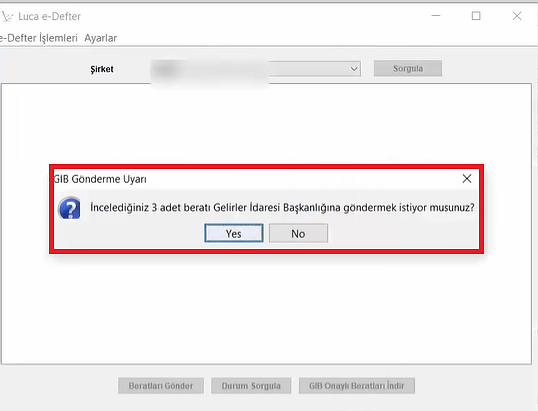 Luca e-Defter
e-Defter İşlemleri Ayarlar
Şirket
Sorgula
GIB Gönderme Uyarı
İncelediğiniz 3 adet beratı Gelirler İdaresi Başkanlığına göndermek istiyor musunuz?
Yes No
Beratları Gönder Durum Sorgula GIB Onaylı Beratları İndir